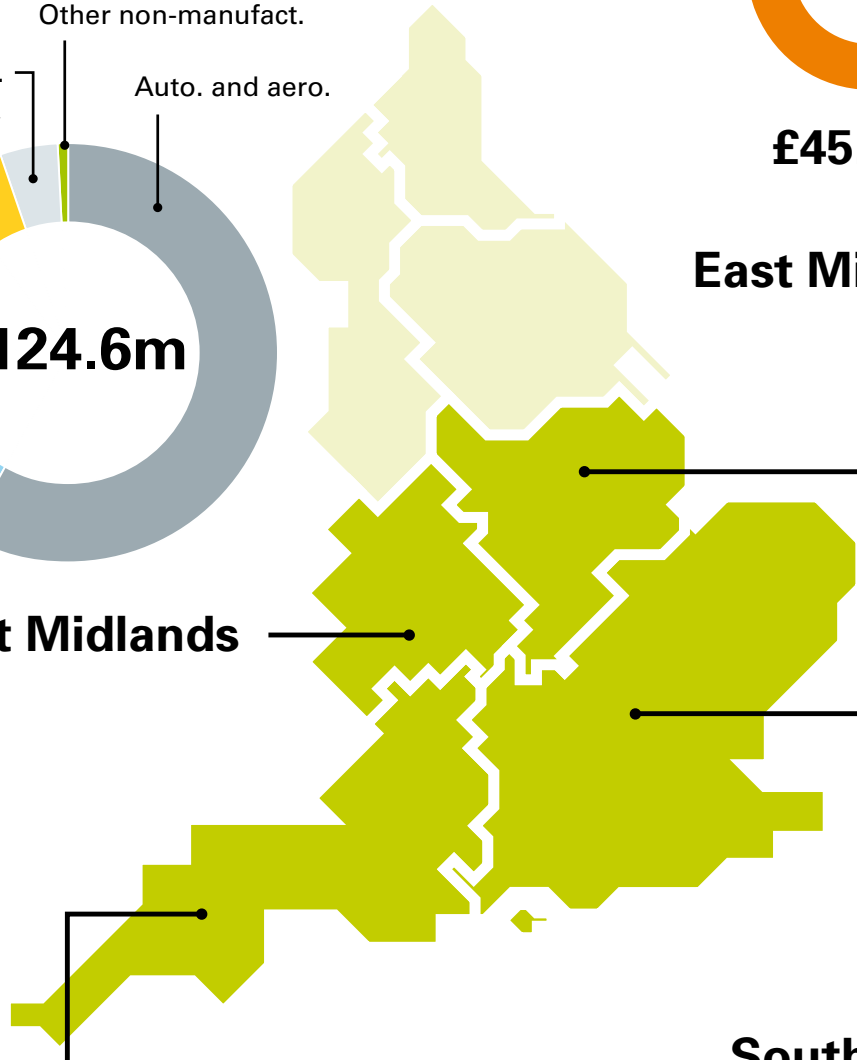 Other non-manufact.
Auto. and aero.
£45
East Mi
124.6m
t Midlands
South